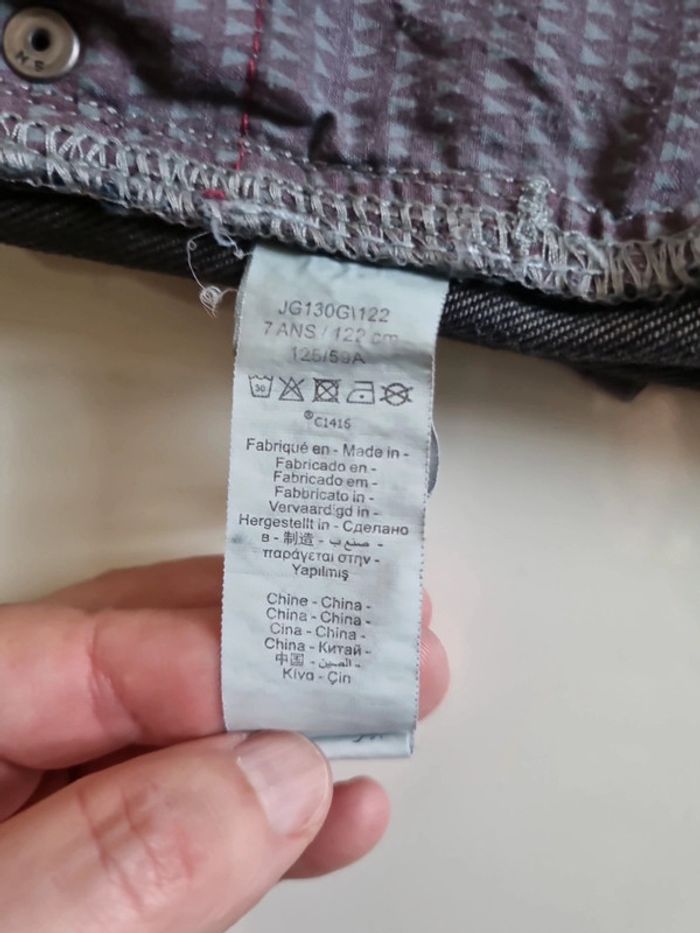 JG130G\122
7 ANS / 122 cm
125/59A
30
®C1415
Fabriqué en - Made in -
Fabricado en -
Fabricado em -
Fabbricato in -
Vervaardigd in -
Hergestellt in - Сделано
в - 制造 - صنع ب -
παράγεται στην -
Yapılmış
Chine - China -
China - China -
Cina - China -
China - Китай -
中国 - الصين -
Κίνα - Çin